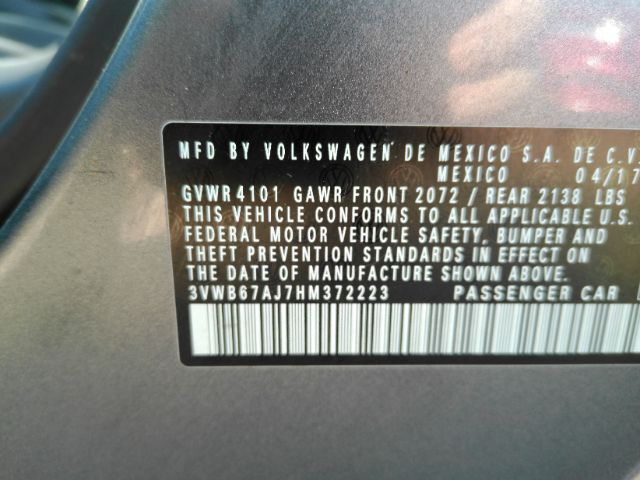 MFD BY VOLKSWAGEN DE MEXICO S.A. DE C.V.
MEXICO 04/17
GVWR 4101 GAWR FRONT 2072 / REAR 2138 LBS
THIS VEHICLE CONFORMS TO ALL APPLICABLE U.S.
FEDERAL MOTOR VEHICLE SAFETY, BUMPER AND
THEFT PREVENTION STANDARDS IN EFFECT ON
THE DATE OF MANUFACTURE SHOWN ABOVE.
3VWB67AJ7HM372223 PASSENGER CAR